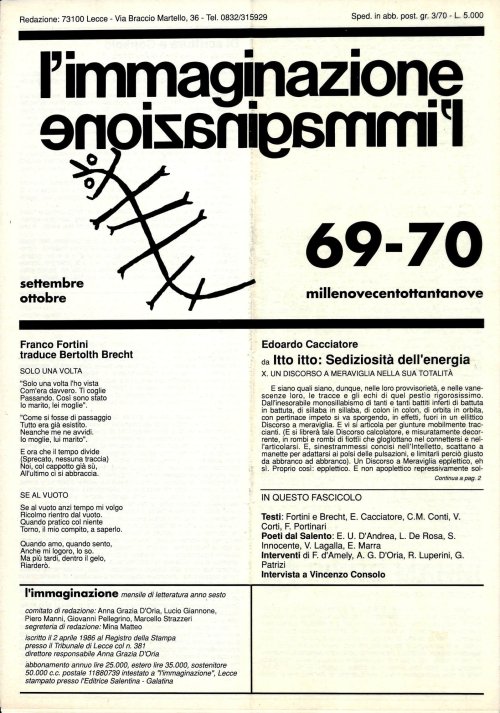 Redazione: 73100 Lecce - Via Braccio Martello, 36 - Tel. 0832/315929
Sped. in abb. post. gr. 3/70 - L. 5.000
l'immaginazione
l'immaginazione
69-70
settembre
ottobre
millenovecentottantanove
Franco Fortini
traduce Bertolth Brecht
SOLO UNA VOLTA
"Solo una volta l'ho vista
Com'era davvero. Ti coglie
Passando. Così sono stato
Io marito, lei moglie".
"Come si fosse di passaggio
Tutto era già esistito.
Neanche me ne avvidi.
Io moglie, lui marito".
E ora che il tempo divide
(Sprecato, nessuna traccia)
Noi, col cappotto già sù,
All'ultimo ci si abbraccia.
SE AL VUOTO
Se al vuoto anzi tempo mi volgo
Ricolmo rientro dal vuoto.
Quando pratico col niente
Torno, il mio compito, a saperlo.
Quando amo, quando sento,
Anche mi logoro, lo so.
Ma più tardi, dentro il gelo,
Riarderò.
Edoardo Cacciatore
da Itto itto: Sediziosità dell'energia
X. UN DISCORSO A MERAVIGLIA NELLA SUA TOTALITÀ
E siano quali siano, dunque, nelle loro provvisorietà, e nelle vane-
scenze loro, le tracce e gli echi di quel pestio rigorosissimo.
Dall'inesorabile monosillabismo di tanti e tanti battiti inferti di battuta
in battuta, di sillaba in sillaba, di colon in colon, di orbita in orbita,
con pertinace impeto si va sporgendo, in effetti, fuori in un ellittico
Discorso a meraviglia. E vi si articola per giunture mobilmente trac-
cianti. (E si librerà tale Discorso calcolatore, e misuratamente decor-
rente, in rombi e rombi di fiottii che gloglottano nel connettersi e nel-
l'articolarsi. E, sinestrammessi concisi nell'Intelletto, scattano a
manette per adattarsi ai polsi delle pulsazioni, e limitarli perciò giusto
da abbranco ad abbranco). Un Discorso a Meraviglia epplettico, eh
sì. Proprio così: epplettico. E non apoplettico repressivamente sol-
Continua a pag. 2
IN QUESTO FASCICOLO
Testi: Fortini e Brecht, E. Cacciatore, C.M. Conti, V.
Corti, F. Portinari
Poeti dal Salento: E. U. D'Andrea, L. De Rosa, S.
Innocente, V. Lagalla, E. Marra
Interventi di F. d'Amely, A. G. D'Oria, R. Luperini, G.
Patrizi
Intervista a Vincenzo Consolo
l'immaginazione mensile di letteratura anno sesto
comitato di redazione: Anna Grazia D'Oria, Lucio Giannone,
Piero Manni, Giovanni Pellegrino, Marcello Strazzeri
segreteria di redazione: Mina Matteo
iscritto il 2 aprile 1986 al Registro della Stampa
presso il Tribunale di Lecce col n. 381
direttore responsabile Anna Grazia D'Oria
abbonamento annuo lire 25.000, estero lire 35.000, sostenitore
50.000 c.c. postale 11880739 intestato a "l'immaginazione", Lecce
stampato presso l'Editrice Salentina - Galatina